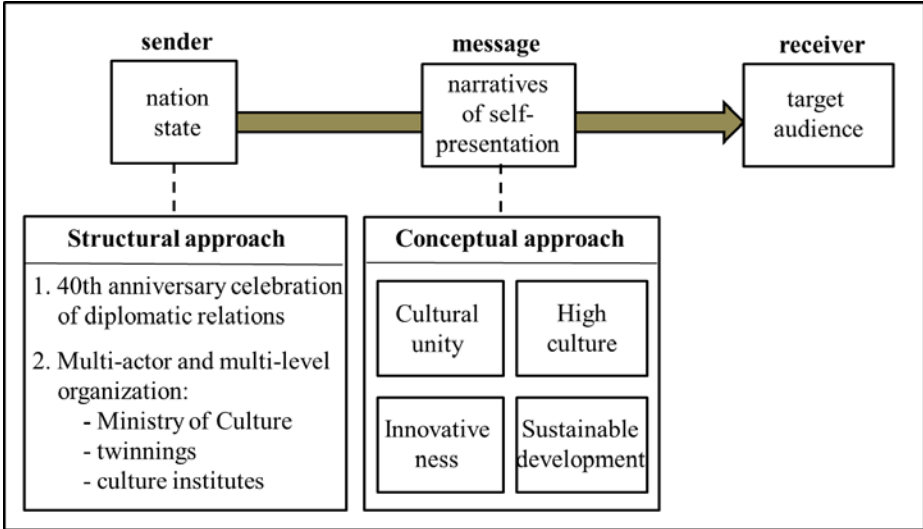 sender
nation
state
message
narratives
of self-
presentation
receiver
target
audience
Structural approach
1. 40th anniversary celebration
of diplomatic relations
2. Multi-actor and multi-level
organization:
- Ministry of Culture
- twinnings
- culture institutes
Conceptual approach
Cultural
unity
High
culture
Innovative
ness
Sustainable
development